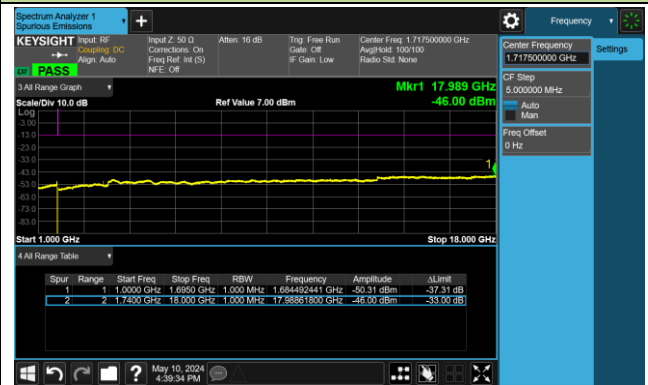 Spectrum Analyzer 1
Spurious Emissions
Frequency
KEYSIGHT Input: RF
Coupling: DC
Align: Auto
Input Z: 50 Ω
Corrections: On
Freq Ref: Int (S)
NFE: Off
Atten: 16 dB
Trig: Free Run
Gate: Off
IF Gain: Low
Center Freq: 1.717500000 GHz
Avg|Hold: 100/100
Radio Std: None
LXI PASS
3 All Range Graph
Mkr1 17.989 GHz
Scale/Div 10.0 dB Ref Value 7.00 dBm -46.00 dBm
Log
-3.00
-13.0
-23.0
-33.0
-43.0
-53.0
-63.0
-73.0
-83.0
1
Start 1.000 GHz Stop 18.000 GHz
4 All Range Table
Spur Range Start Freq Stop Freq RBW Frequency Amplitude ΔLimit
1 1 1.0000 GHz 1.6950 GHz 1.000 MHz 1.684492441 GHz -50.31 dBm -37.31 dB
2 2 1.7400 GHz 18.000 GHz 1.000 MHz 17.98861800 GHz -46.00 dBm -33.00 dB
May 10, 2024
4:39:34 PM
Center Frequency
1.717500000 GHz
Settings
CF Step
5.000000 MHz
Auto
Man
Freq Offset
0 Hz